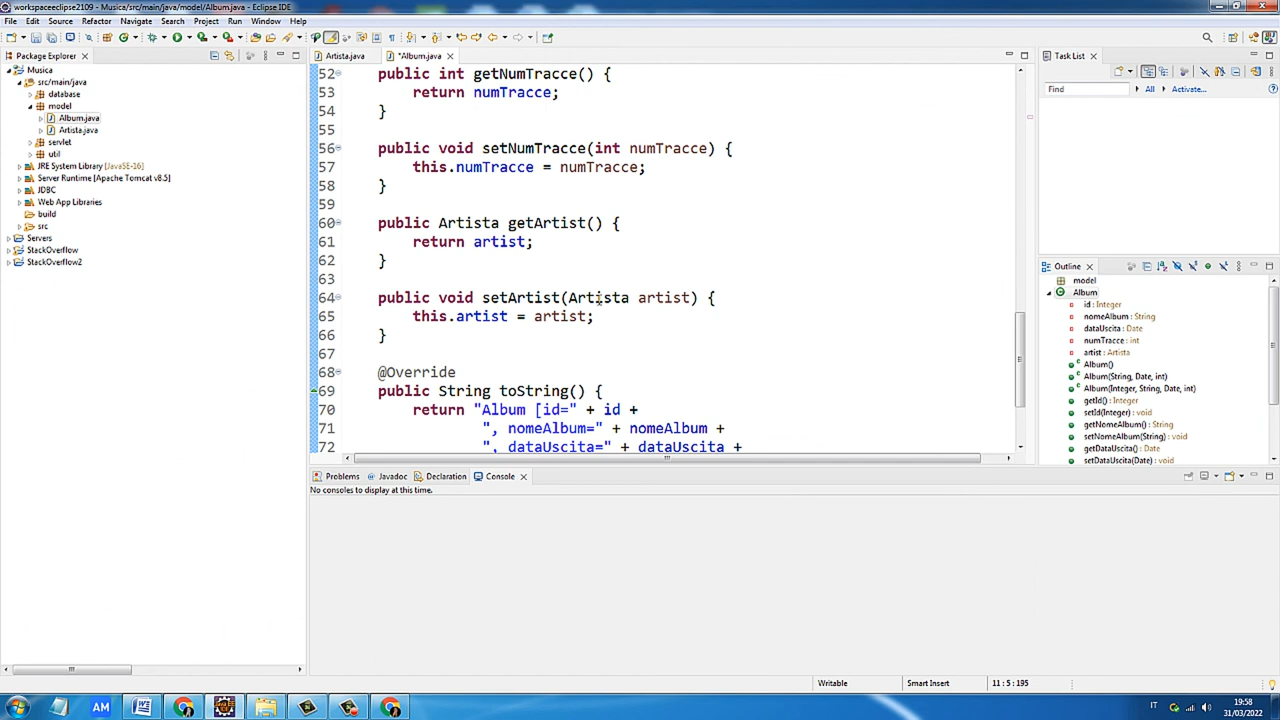 workspaceeclipse2109 - Musica/src/main/java/model/Album.java - Eclipse IDE
File Edit Source Refactor Navigate Search Project Run Window Help
Package Explorer
Musica
src/main/java
database
model
Album.java
Artista.java
servlet
util
JRE System Library [JavaSE-16]
Server Runtime [Apache Tomcat v8.5]
JDBC
Web App Libraries
build
src
Servers
StackOverflow
StackOverflow2
Artista.java *Album.java
52 public int getNumTracce() {
53 return numTracce;
54 }
55
56 public void setNumTracce(int numTracce) {
57 this.numTracce = numTracce;
58 }
59
60 public Artista getArtist() {
61 return artist;
62 }
63
64 public void setArtist(Artista artist) {
65 this.artist = artist;
66 }
67
68 @Override
69 public String toString() {
70 return "Album [id=" + id +
71 ", nomeAlbum=" + nomeAlbum +
72 ", dataUscita=" + dataUscita +
Task List
Find All Activate...
Outline
model
Album
id : Integer
nomeAlbum : String
dataUscita : Date
numTracce : int
artist : Artista
Album()
Album(String, Date, int)
Album(Integer, String, Date, int)
getId() : Integer
setId(Integer) : void
getNomeAlbum() : String
setNomeAlbum(String) : void
getDataUscita() : Date
setDataUscita(Date) : void
Problems Javadoc Declaration Console
No consoles to display at this time.
Writable Smart Insert 11 : 5 : 195
AM W IT 19:58
31/03/2022